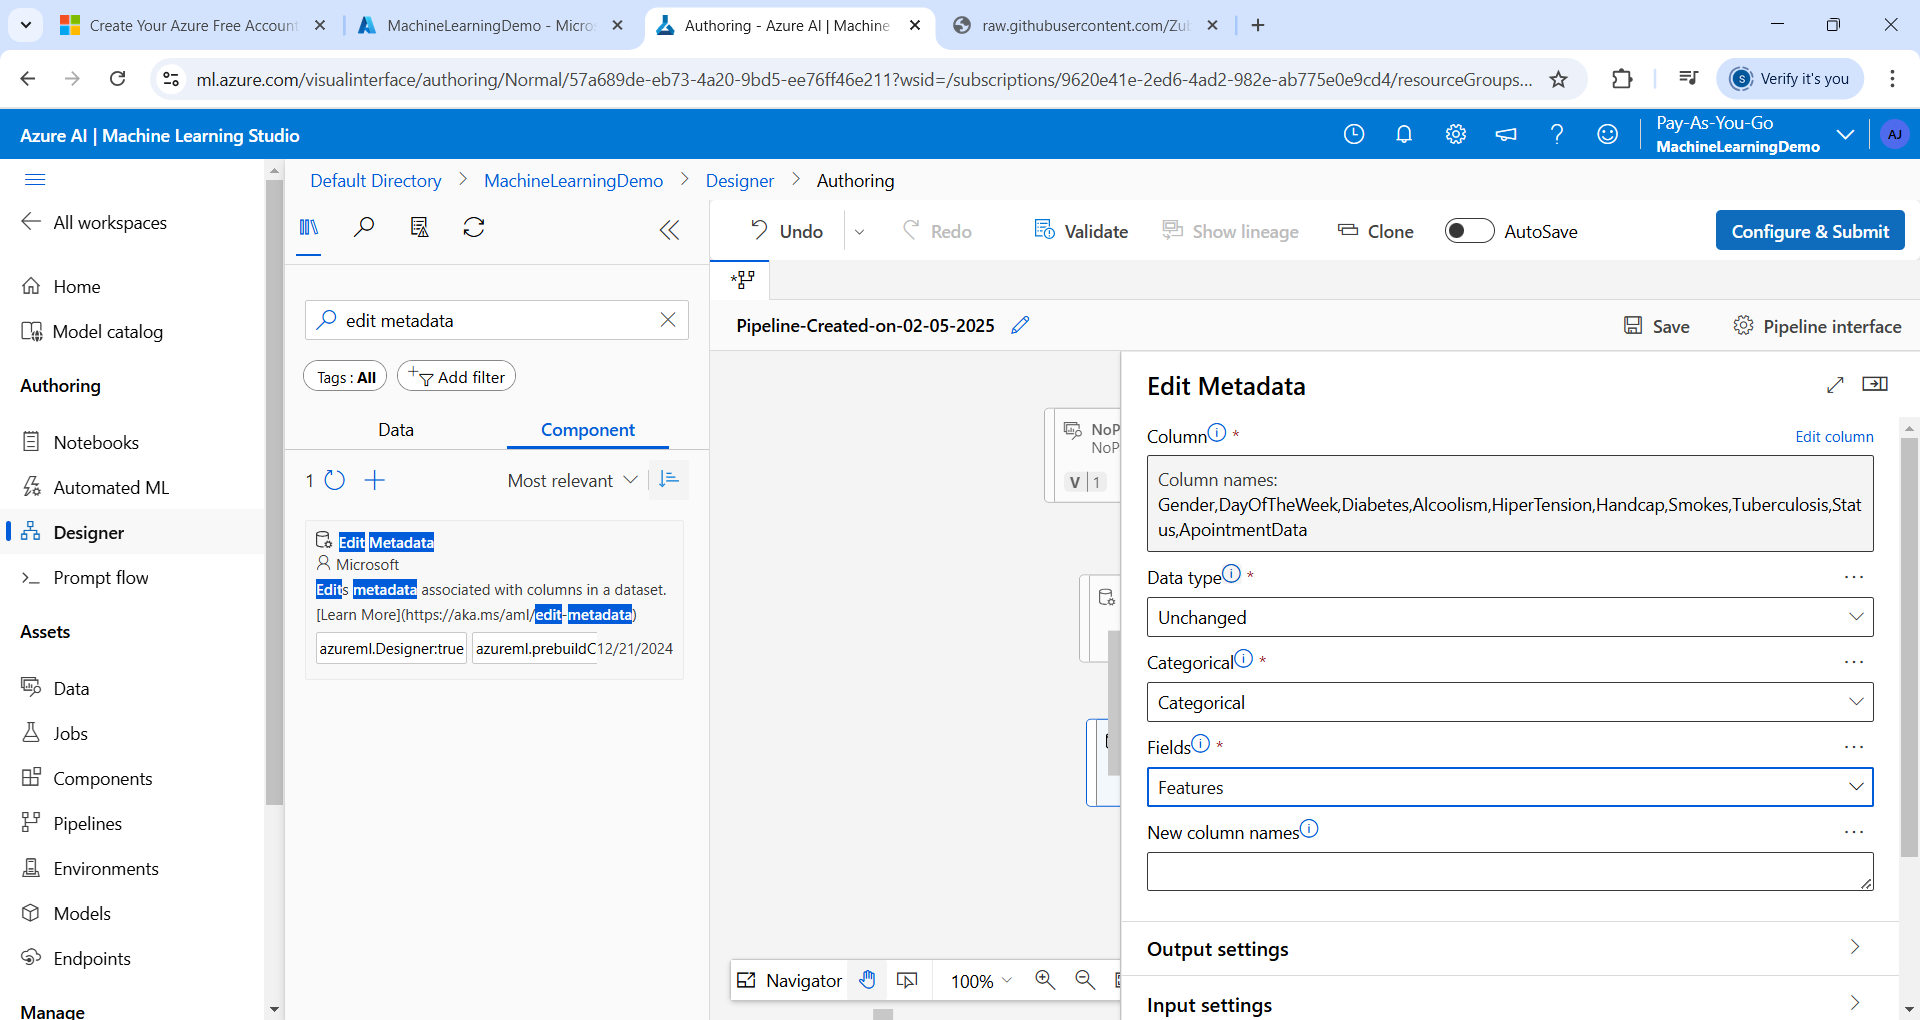 Create Your Azure Free Account
MachineLearningDemo - Micro
Authoring - Azure AI | Machine
raw.githubusercontent.com/Zub
ml.azure.com/visualinterface/authoring/Normal/57a689de-eb73-4a20-9bd5-ee76ff46e211?wsid=/subscriptions/9620e41e-2ed6-4ad2-982e-ab775e0e9cd4/resourceGroups...
S
Verify it's you
Azure AI | Machine Learning Studio
Pay-As-You-Go
MachineLearningDemo
AJ
All workspaces
Home
Model catalog
Authoring
Notebooks
Automated ML
Designer
Prompt flow
Assets
Data
Jobs
Components
Pipelines
Environments
Models
Endpoints
Manage
Default Directory > MachineLearningDemo > Designer > Authoring
edit metadata
Tags : All
Add filter
Data
Component
1
Most relevant
Edit Metadata
Microsoft
Edits metadata associated with columns in a dataset.
[Learn More](https://aka.ms/aml/edit-metadata)
azureml.Designer:true
azureml.prebuildC
12/21/2024
Undo
Redo
Validate
Show lineage
Clone
AutoSave
Configure & Submit
Pipeline-Created-on-02-05-2025
Save
Pipeline interface
NoP
NoP
V | 1
Navigator
100%
Edit Metadata
Column *
Edit column
Column names:
Gender,DayOfTheWeek,Diabetes,Alcoolism,HiperTension,Handcap,Smokes,Tuberculosis,Stat
us,ApointmentData
Data type *
Unchanged
Categorical *
Categorical
Fields *
Features
New column names
Output settings
Input settings